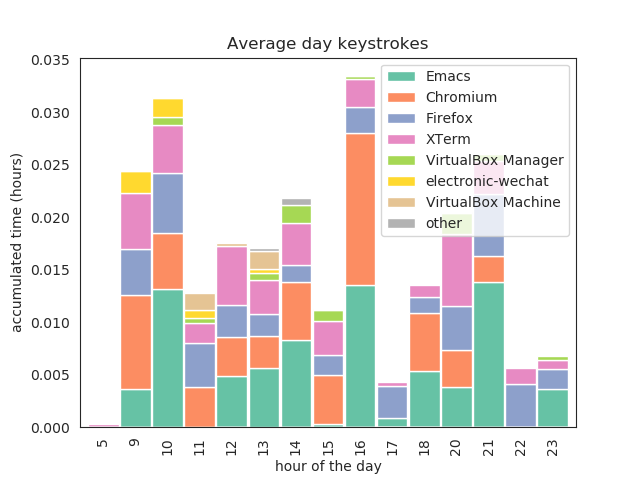 Average day keystrokes
0.035
0.030
0.025
0.020
0.015
0.010
0.005
0.000
accumulated time (hours)
Emacs
Chromium
Firefox
XTerm
VirtualBox Manager
electronic-wechat
VirtualBox Machine
other
5 9 10 11 12 13 14 15 16 17 18 20 21 22 23
hour of the day